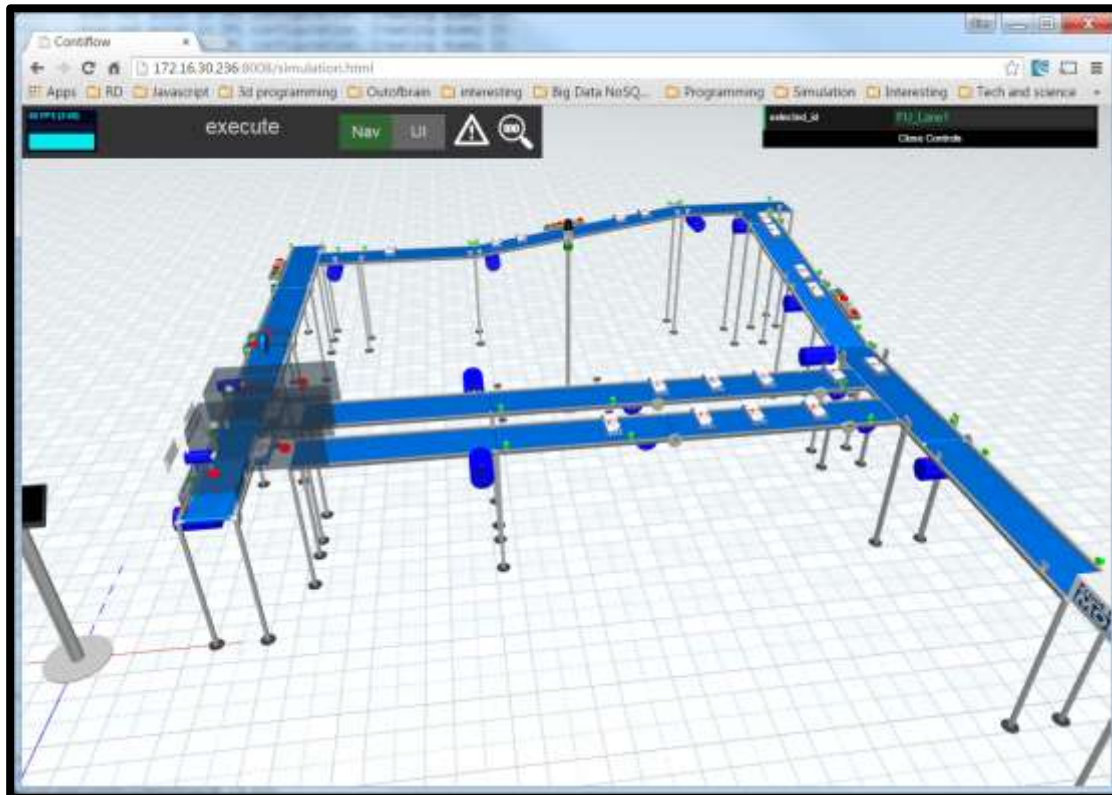 Contiflow
172.16.30.236:8008/simulation.html
Apps RD Javascript 3d programming Outofbrain interesting Big Data NoSQ... Programming Simulation Interesting Tech and science
execute Nav UI
selected_id FU_Lane1
Close Controls